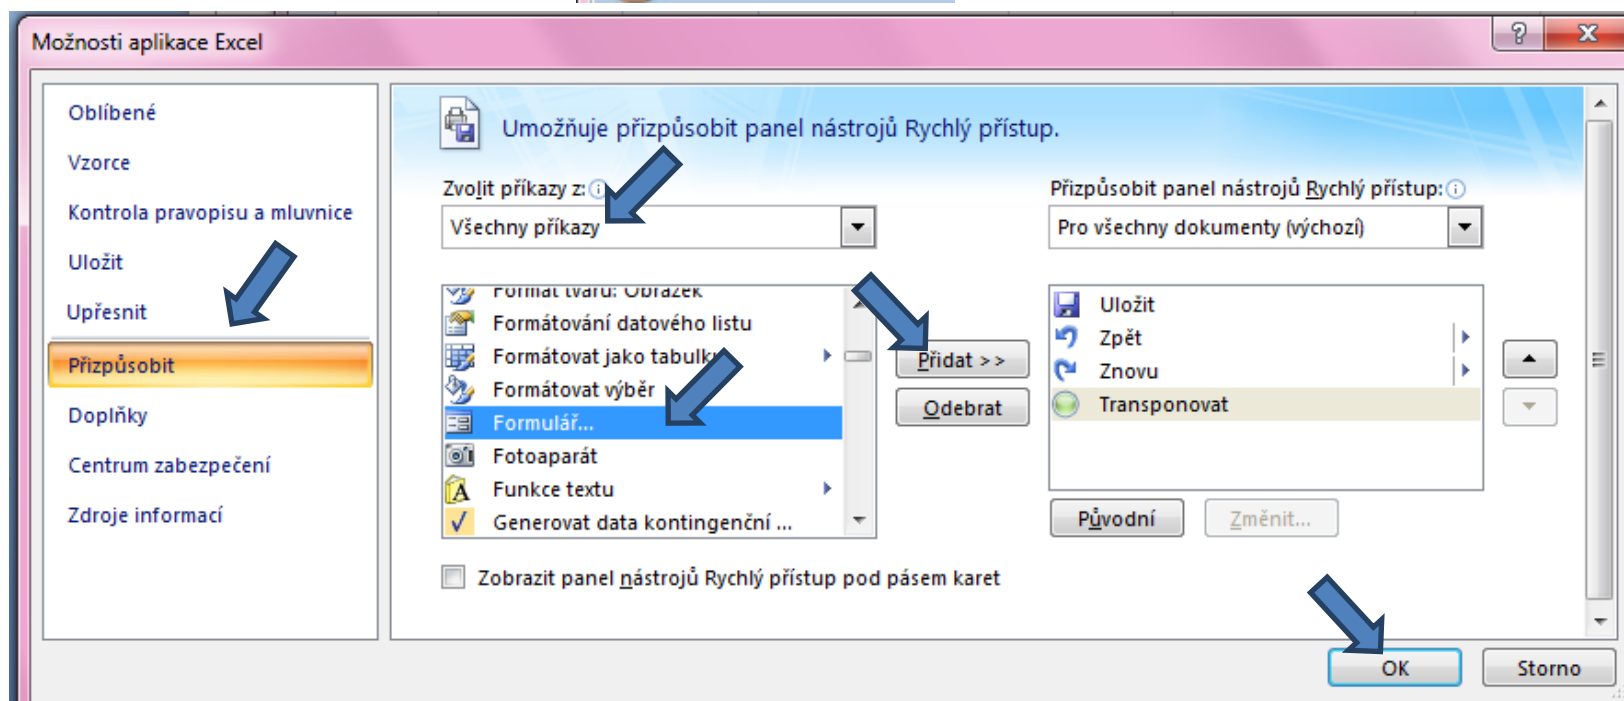 Možnosti aplikace Excel
Oblíbené
Vzorce
Kontrola pravopisu a mluvnice
Uložit
Upřesnit
Přizpůsobit
Doplňky
Centrum zabezpečení
Zdroje informací
Umožňuje přizpůsobit panel nástrojů Rychlý přístup.
Zvolit příkazy z:
Všechny příkazy
Formát tvaru: Obrázek
Formátování datového listu
Formátovat jako tabulku
Formátovat výběr
Formulář...
Fotoaparát
Funkce textu
Generovat data kontingenční ...
Přidat >>
Odebrat
Přizpůsobit panel nástrojů Rychlý přístup:
Pro všechny dokumenty (výchozí)
Uložit
Zpět
Znovu
Transponovat
Původní
Změnit...
Zobrazit panel nástrojů Rychlý přístup pod pásem karet
OK
Storno